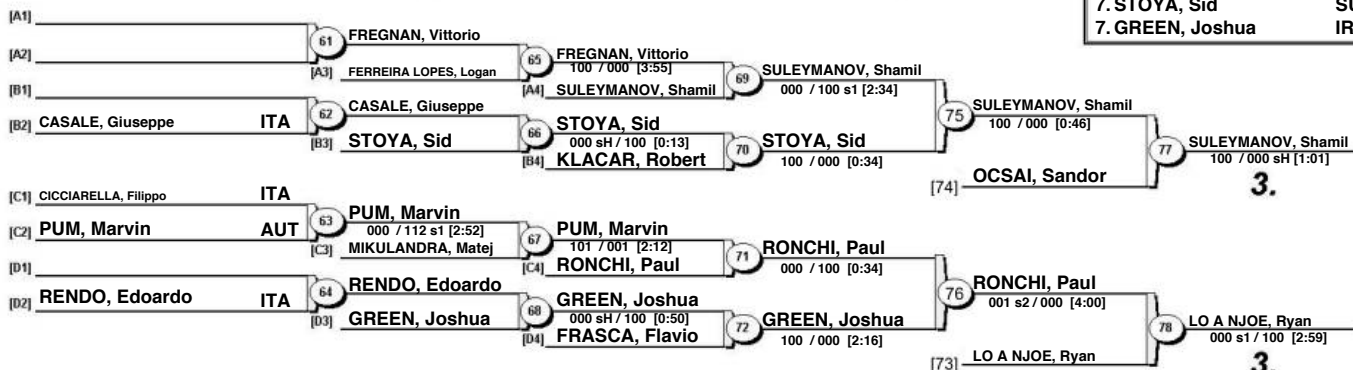 7. STOYA, Sid
7. GREEN, Joshua IR
[A1]
61 FREGNAN, Vittorio
[A2]
[A3] FERREIRA LOPES, Logan
65 FREGNAN, Vittorio
100 / 000 [3:55]
[A4] SULEYMANOV, Shamil
69 SULEYMANOV, Shamil
000 / 100 s1 [2:34]
[B1]
62 CASALE, Giuseppe
[B2] CASALE, Giuseppe ITA
[B3] STOYA, Sid
66 STOYA, Sid
000 sH / 100 [0:13]
[B4] KLACAR, Robert
70 STOYA, Sid
100 / 000 [0:34]
75 SULEYMANOV, Shamil
100 / 000 [0:46]
[74] OCSAI, Sandor
77 SULEYMANOV, Shamil
100 / 000 sH [1:01]
3.
[C1] CICCIARELLA, Filippo ITA
63 PUM, Marvin
000 / 112 s1 [2:52]
[C2] PUM, Marvin AUT
[C3] MIKULANDRA, Matej
67 PUM, Marvin
101 / 001 [2:12]
[C4] RONCHI, Paul
71 RONCHI, Paul
000 / 100 [0:34]
[D1]
64 RENDO, Edoardo
[D2] RENDO, Edoardo ITA
[D3] GREEN, Joshua
68 GREEN, Joshua
000 sH / 100 [0:50]
[D4] FRASCA, Flavio
72 GREEN, Joshua
100 / 000 [2:16]
76 RONCHI, Paul
001 s2 / 000 [4:00]
[73] LO A NJOE, Ryan
78 LO A NJOE, Ryan
000 s1 / 100 [2:59]
3.